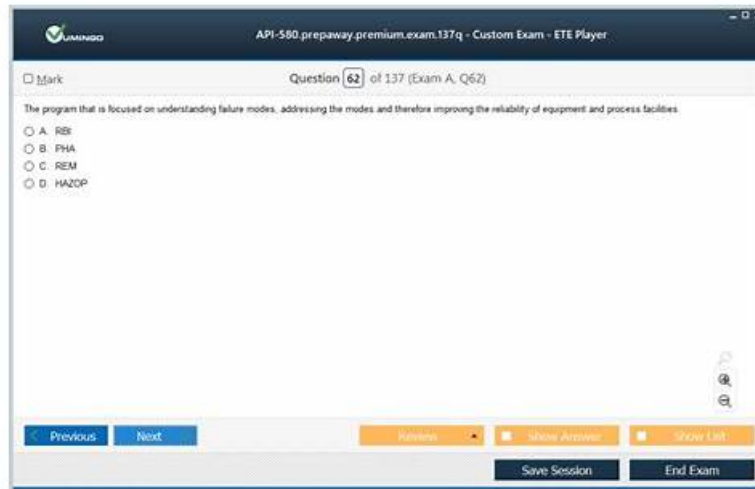 VUMINGO
API-580.prepaway.premium.exam.137q - Custom Exam - ETE Player
Mark
Question 62 of 137 (Exam A, Q62)
The program that is focused on understanding failure modes, addressing the modes and therefore improving the reliability of equipment and process facilities
A. RBI
B. PHA
C. REM
D. HAZOP
Previous
Next
Review
Show Answer
Show List
Save Session
End Exam